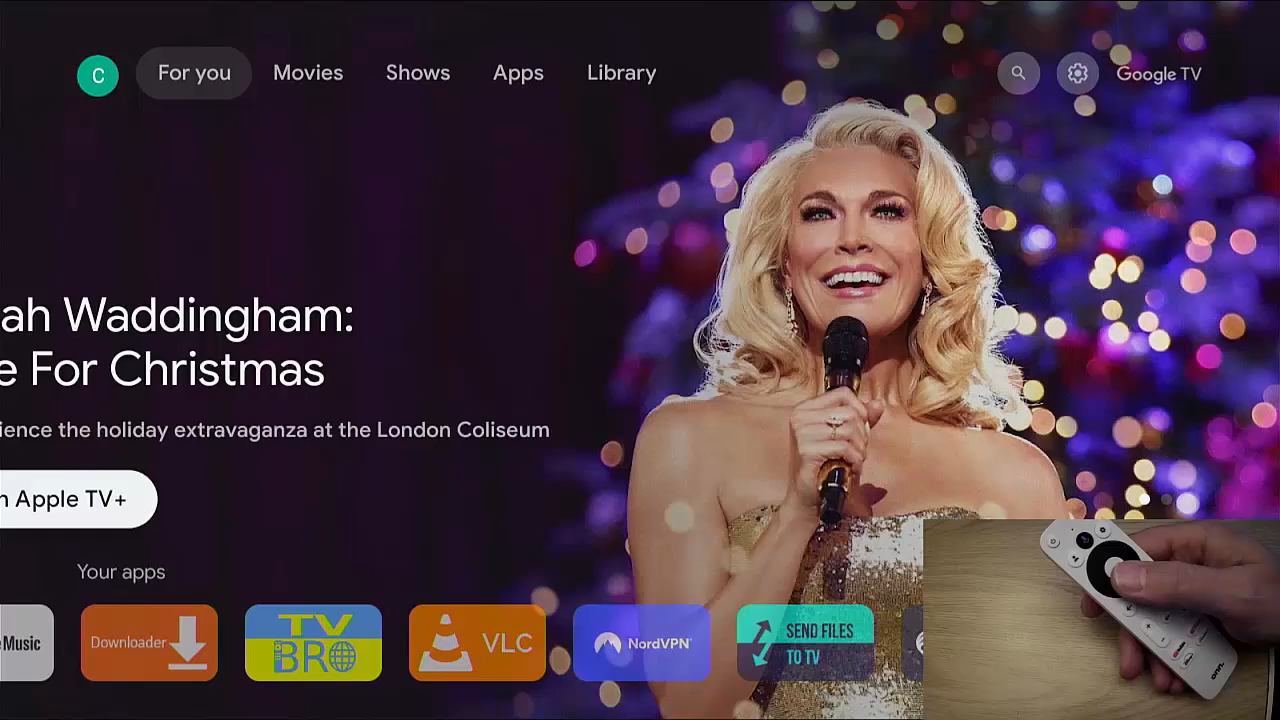 C
For you
Movies
Shows
Apps
Library
Google TV
ah Waddingham:
e For Christmas
ience the holiday extravaganza at the London Coliseum
n Apple TV+
Your apps
Music
Downloader
TV
BRO
VLC
NordVPN
SEND FILES
TO TV
onn.